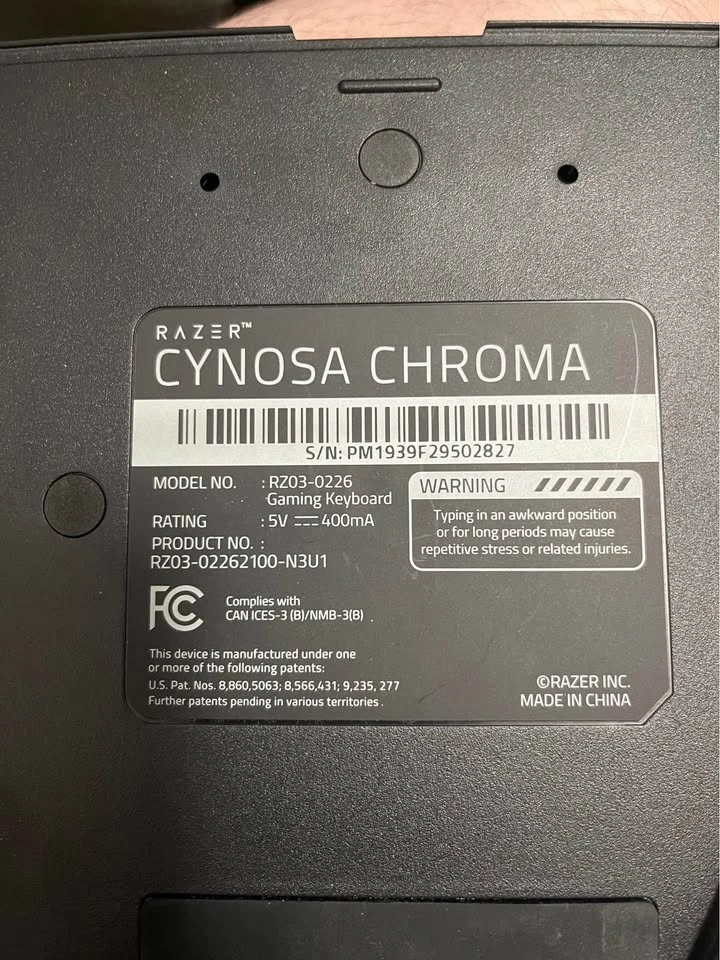 RAZER™
CYNOSA CHROMA
S/N: PM1939F29502827
MODEL NO. : RZ03-0226
Gaming Keyboard
RATING : 5V ⎓ 400mA
PRODUCT NO. :
RZ03-02262100-N3U1
WARNING
Typing in an awkward position
or for long periods may cause
repetitive stress or related injuries.
FC
Complies with
CAN ICES-3 (B)/NMB-3(B) .
This device is manufactured under one
or more of the following patents:
U.S. Pat. Nos. 8,860,5063; 8,566,431; 9,235, 277
Further patents pending in various territories .
©RAZER INC.
MADE IN CHINA